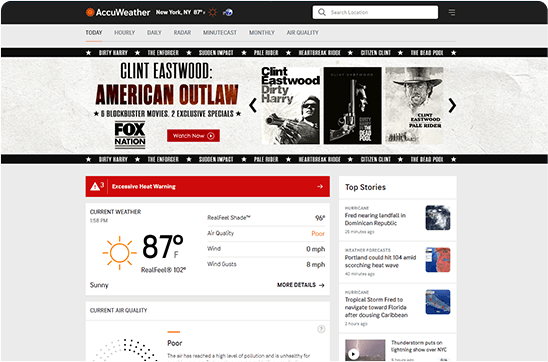 AccuWeather
New York, NY 87°F
Search Location
TODAY HOURLY DAILY RADAR MINUTECAST MONTHLY AIR QUALITY
★ DIRTY HARRY ★ THE ENFORCER ★ SUDDEN IMPACT ★ PALE RIDER ★ HEARTBREAK RIDGE ★ CITIZEN CLINT ★ THE DEAD POOL ★
CLINT EASTWOOD:
AMERICAN OUTLAW
★ 5 BLOCKBUSTER MOVIES. 2 EXCLUSIVE SPECIALS ★
FOX
NATION
Watch Now
Clint
Eastwood
Dirty
Harry
THE
DEAD
POOL
CLINT
EASTWOOD
PALE RIDER
★ DIRTY HARRY ★ THE ENFORCER ★ SUDDEN IMPACT ★ PALE RIDER ★ HEARTBREAK RIDGE ★ CITIZEN CLINT ★ THE DEAD POOL ★
3 Excessive Heat Warning
CURRENT WEATHER
1:58 PM
87° F
RealFeel® 102°
Sunny
RealFeel Shade™ 96°
Air Quality Poor
Wind 0 mph
Wind Gusts 8 mph
MORE DETAILS
CURRENT AIR QUALITY
?
Poor
The air has reached a high level of pollution and is unhealthy for
Top Stories
HURRICANE
Fred nearing landfall in
Dominican Republic
26 minutes ago
WEATHER FORECASTS
Portland could hit 104 amid
scorching heat wave
40 minutes ago
HURRICANE
Tropical Storm Fred to
navigate toward Florida
after dousing Caribbean
2 hours ago
Thunderstorm puts on
lightning show over NYC